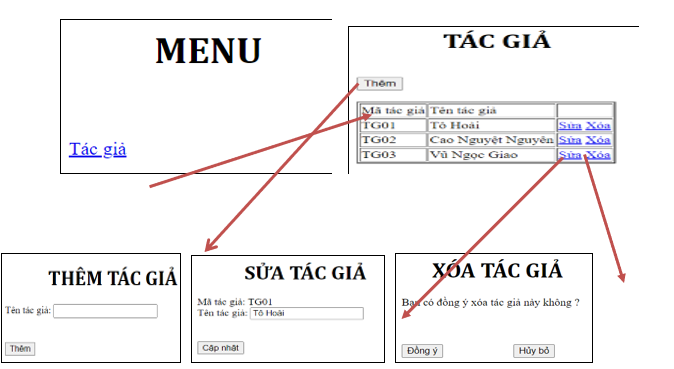 MENU
Tác giả
TÁC GIẢ
Thêm
Mã tác giả Tên tác giả
TG01 Tô Hoài Sửa Xóa
TG02 Cao Nguyệt Nguyên Sửa Xóa
TG03 Vũ Ngọc Giao Sửa Xóa
THÊM TÁC GIẢ
Tên tác giả:
Thêm
SỬA TÁC GIẢ
Mã tác giả: TG01
Tên tác giả: Tô Hoài
Cập nhật
XÓA TÁC GIẢ
Bạn có đồng ý xóa tác giả này không ?
Đồng ý Hủy bỏ